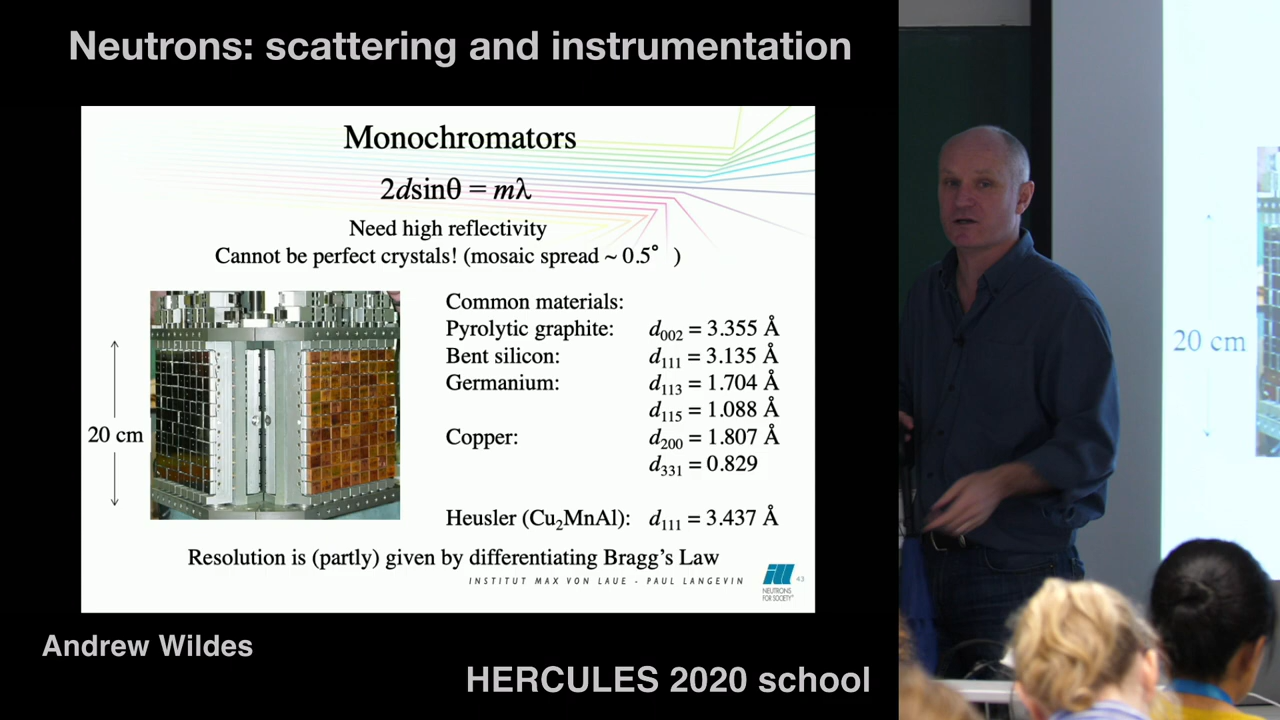 Neutrons: scattering and instrumentation
Monochromators
2dsinθ = mλ
Need high reflectivity
Cannot be perfect crystals! (mosaic spread ~ 0.5° )
Common materials:
Pyrolytic graphite: d002 = 3.355 Å
Bent silicon: d111 = 3.135 Å
Germanium: d113 = 1.704 Å
d115 = 1.088 Å
Copper: d200 = 1.807 Å
d331 = 0.829
Heusler (Cu2MnAl): d111 = 3.437 Å
20 cm
Resolution is (partly) given by differentiating Bragg's Law
INSTITUT MAX VON LAUE - PAUL LANGEVIN
ill
NEUTRONS
FOR SOCIETY
43
20 cm
Andrew Wildes
HERCULES 2020 school